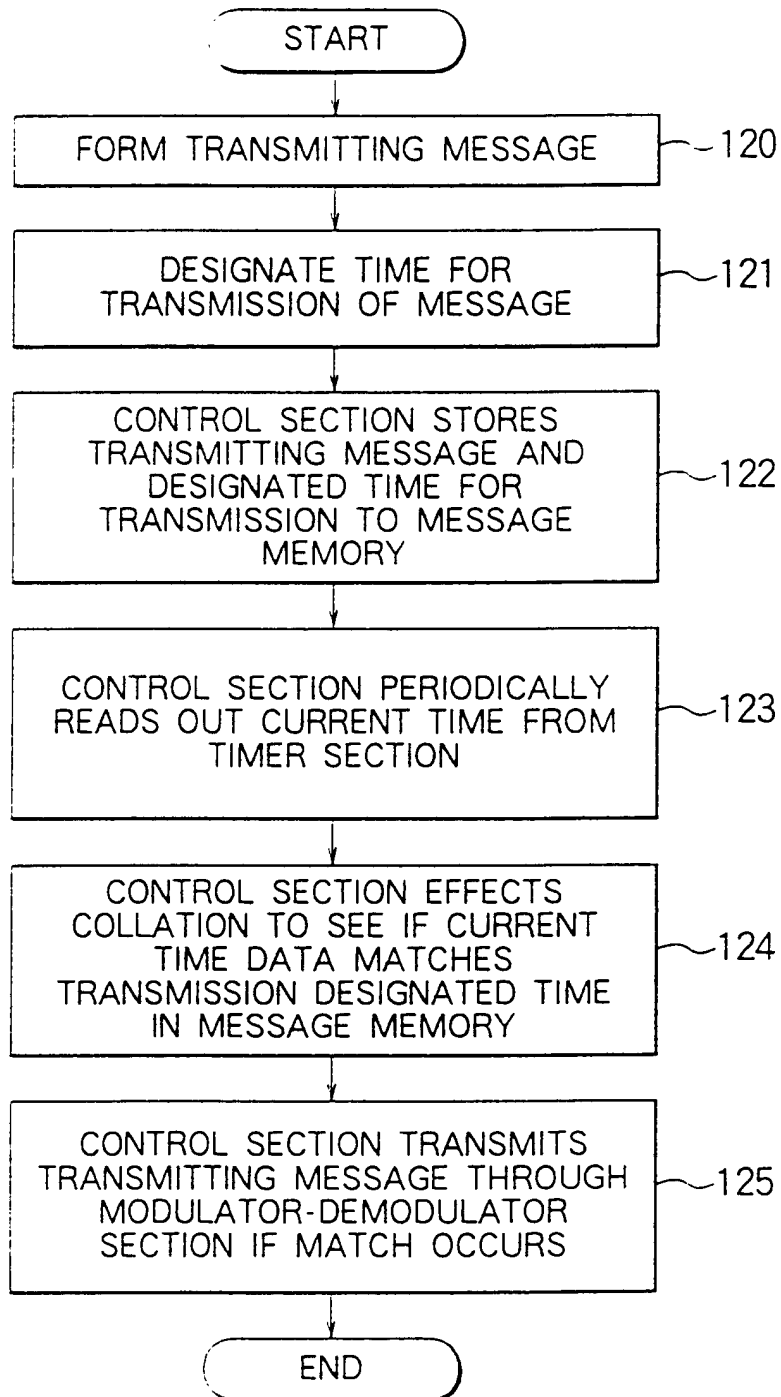 START
FORM TRANSMITTING MESSAGE
120
DESIGNATE TIME FOR
TRANSMISSION OF MESSAGE
121
CONTROL SECTION STORES
TRANSMITTING MESSAGE AND
DESIGNATED TIME FOR
TRANSMISSION TO MESSAGE
MEMORY
122
CONTROL SECTION PERIODICALLY
READS OUT CURRENT TIME FROM
TIMER SECTION
123
CONTROL SECTION EFFECTS
COLLATION TO SEE IF CURRENT
TIME DATA MATCHES
TRANSMISSION DESIGNATED TIME
IN MESSAGE MEMORY
124
CONTROL SECTION TRANSMITS
TRANSMITTING MESSAGE THROUGH
MODULATOR-DEMODULATOR
SECTION IF MATCH OCCURS
125
END